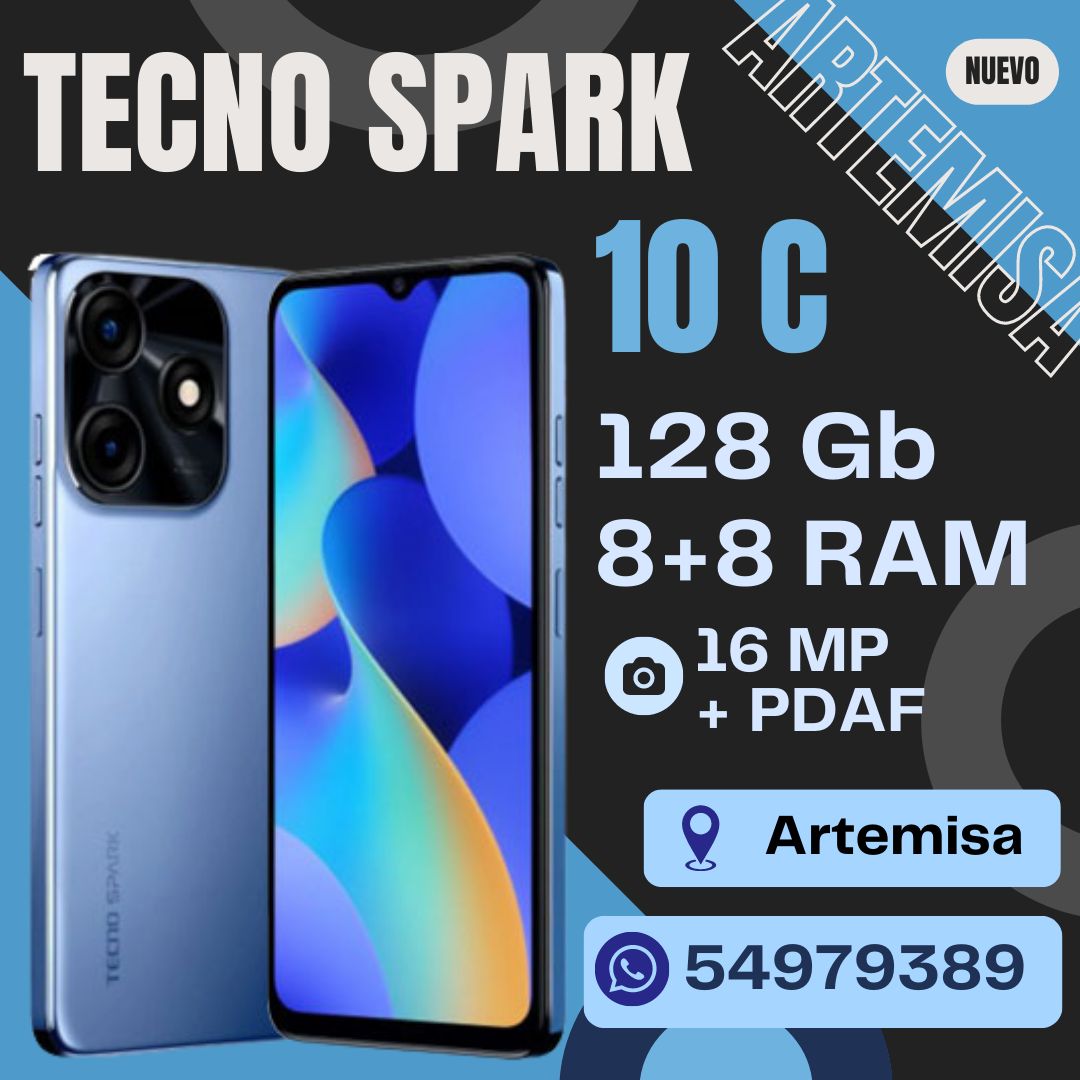 TECNO SPARK
ARTEMISA
NUEVO
10 C
128 Gb
8+8 RAM
16 MP
+ PDAF
Artemisa
54979389
TECNO SPARK